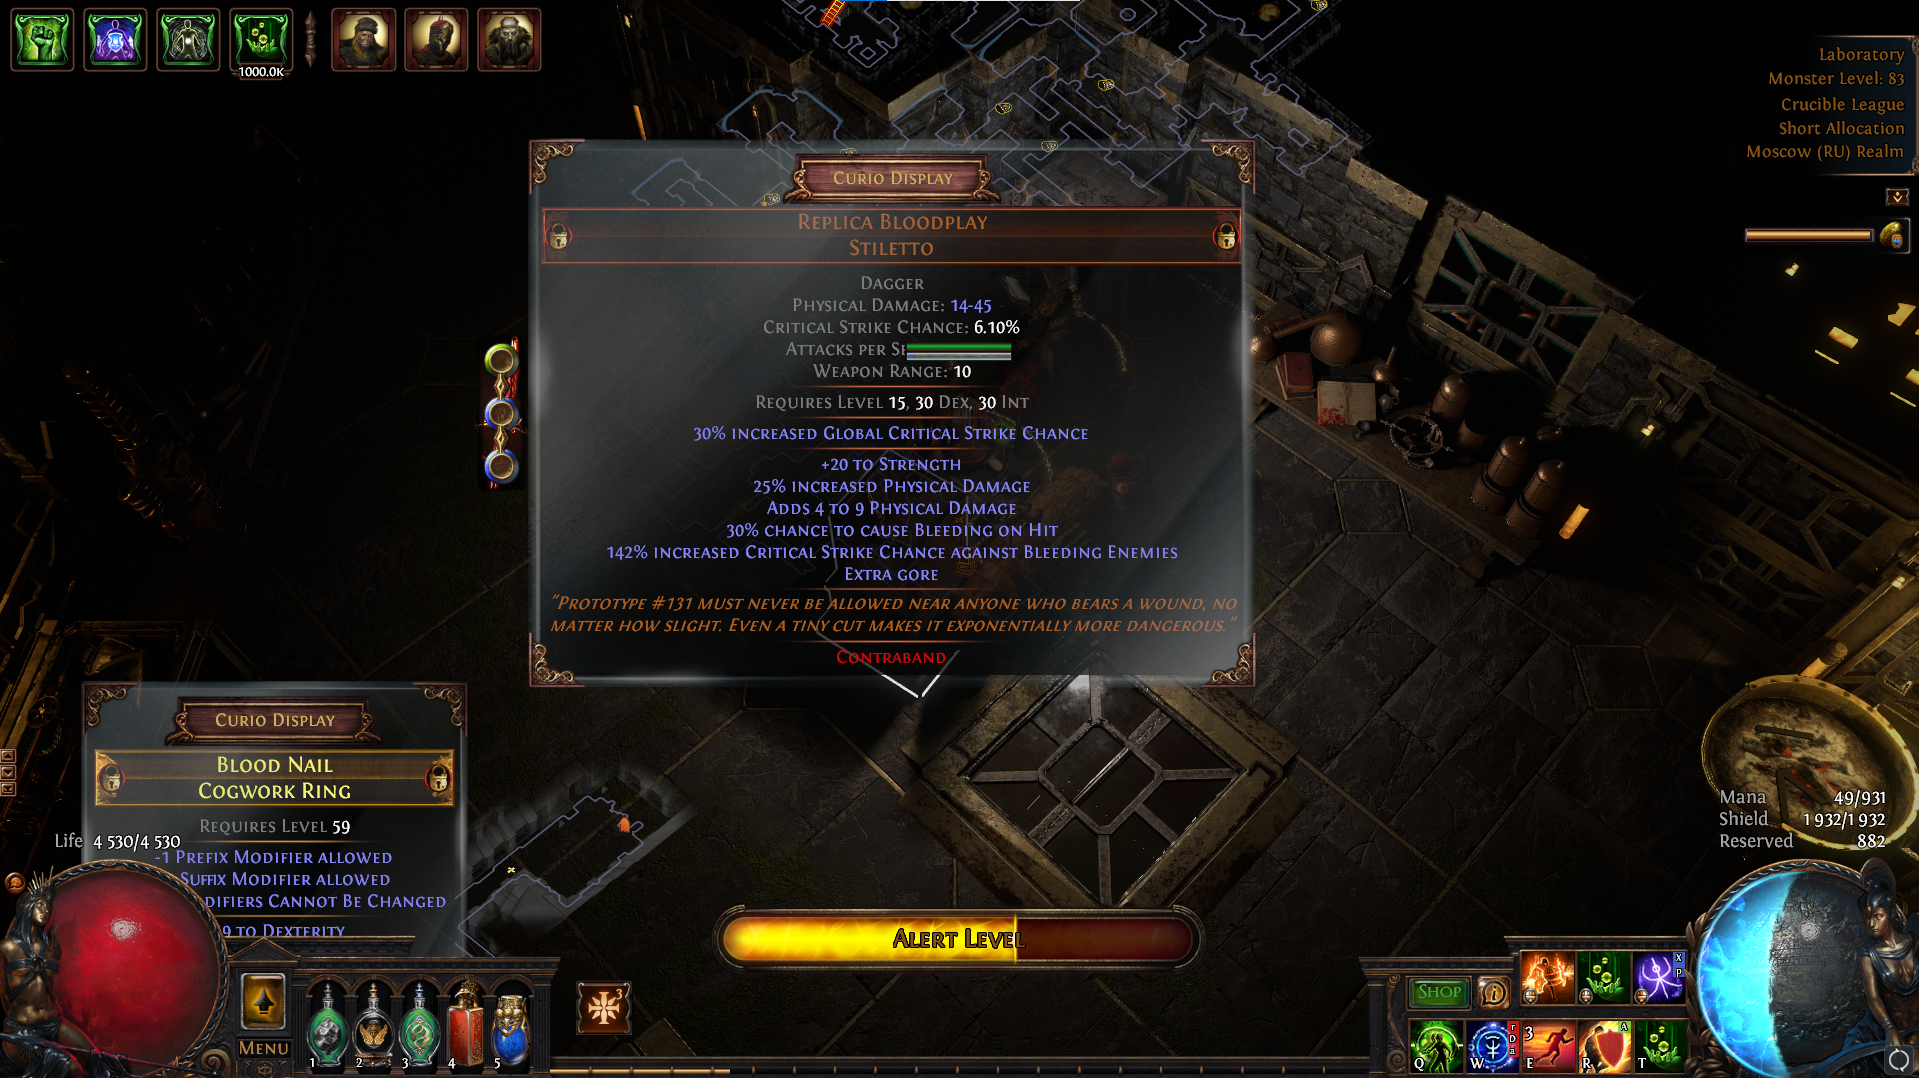 1000.0K
Laboratory
Monster Level: 83
Crucible League
Short Allocation
Moscow (RU) Realm
Curio Display
Replica Bloodplay
Stiletto
Dagger
Physical Damage: 14-45
Critical Strike Chance: 6.10%
Attacks per
Weapon Range: 10
Requires Level 15, 30 Dex, 30 Int
30% increased Global Critical Strike Chance
+20 to Strength
25% increased Physical Damage
Adds 4 to 9 Physical Damage
30% chance to cause Bleeding on Hit
142% increased Critical Strike Chance against Bleeding Enemies
Extra gore
"Prototype #131 must never be allowed near anyone who bears a wound, no
matter how slight. Even a tiny cut makes it exponentially more dangerous."
Contraband
Curio Display
Blood Nail
Cogwork Ring
Requires Level 59
Life 4 530/4 530
-1 Prefix Modifier allowed
Suffix Modifier allowed
Cannot Be Changed
to Dexterity
Mana 49/931
Shield 1 932/1 932
Reserved 882
Alert Level
Menu
1 2 3 4 5
3
Shop
X
P
Q W E R T
3
A